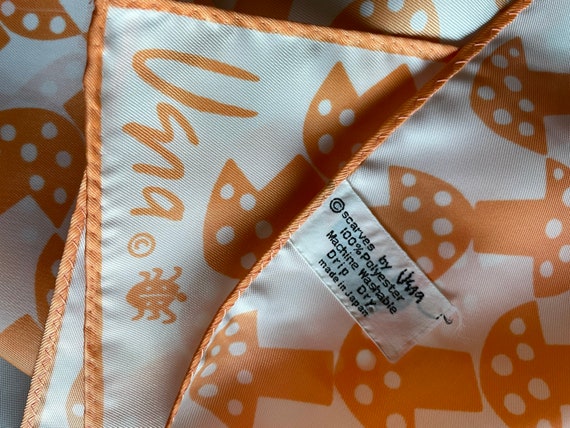 Vera ©
© scarves by Vera
100% Polyester
Machine Washable
Drip Dry
made in Japan